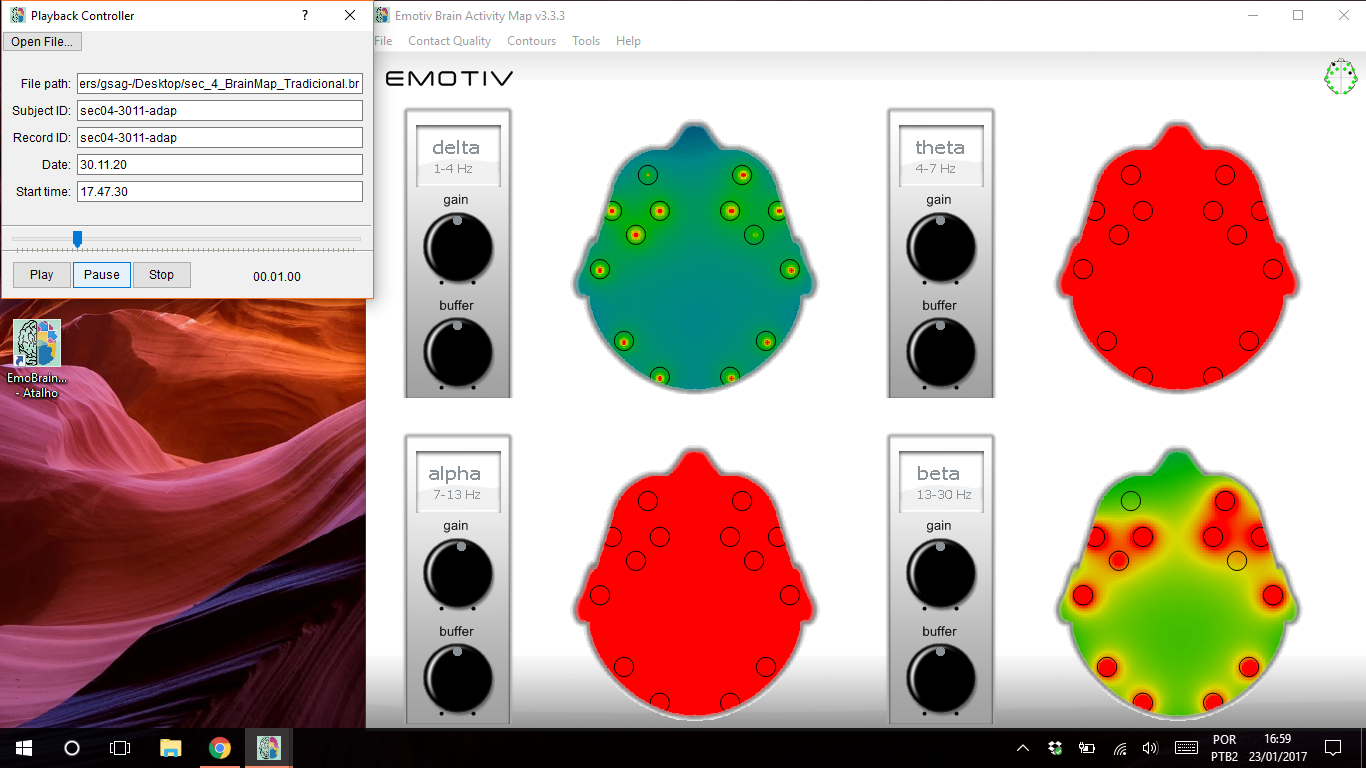 Playback Controller
?
Open File...
File path: ers/gsag-/Desktop/sec_4_BrainMap_Tradicional.br
Subject ID: sec04-3011-adap
Record ID: sec04-3011-adap
Date: 30.11.20
Start time: 17.47.30
Play Pause Stop 00.01.00
EmoBrain...
- Atalho
Emotiv Brain Activity Map v3.3.3
File Contact Quality Contours Tools Help
EMOTIV
delta
1-4 Hz
gain
buffer
theta
4-7 Hz
gain
buffer
alpha
7-13 Hz
gain
buffer
beta
13-30 Hz
gain
buffer
POR
PTB2
16:59
23/01/2017